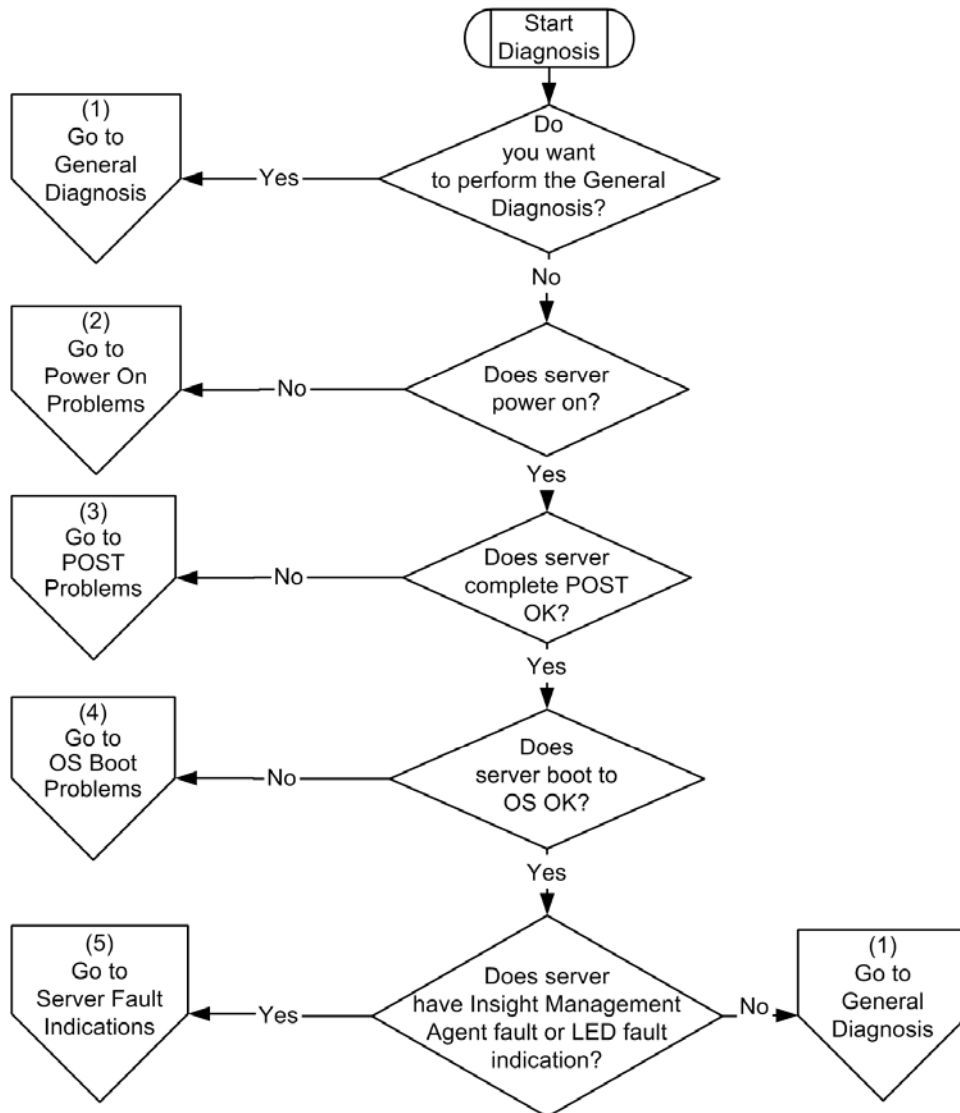 Start
Diagnosis
(1)
Go to
General
Diagnosis
Yes
Do
you want
to perform the General
Diagnosis?
No
(2)
Go to
Power On
Problems
No
Does server
power on?
Yes
(3)
Go to
POST
Problems
No
Does server
complete POST
OK?
Yes
(4)
Go to
OS Boot
Problems
No
Does
server boot to
OS OK?
Yes
(5)
Go to
Server Fault
Indications
Yes
Does server
have Insight Management
Agent fault or LED fault
indication?
No
(1)
Go to
General
Diagnosis